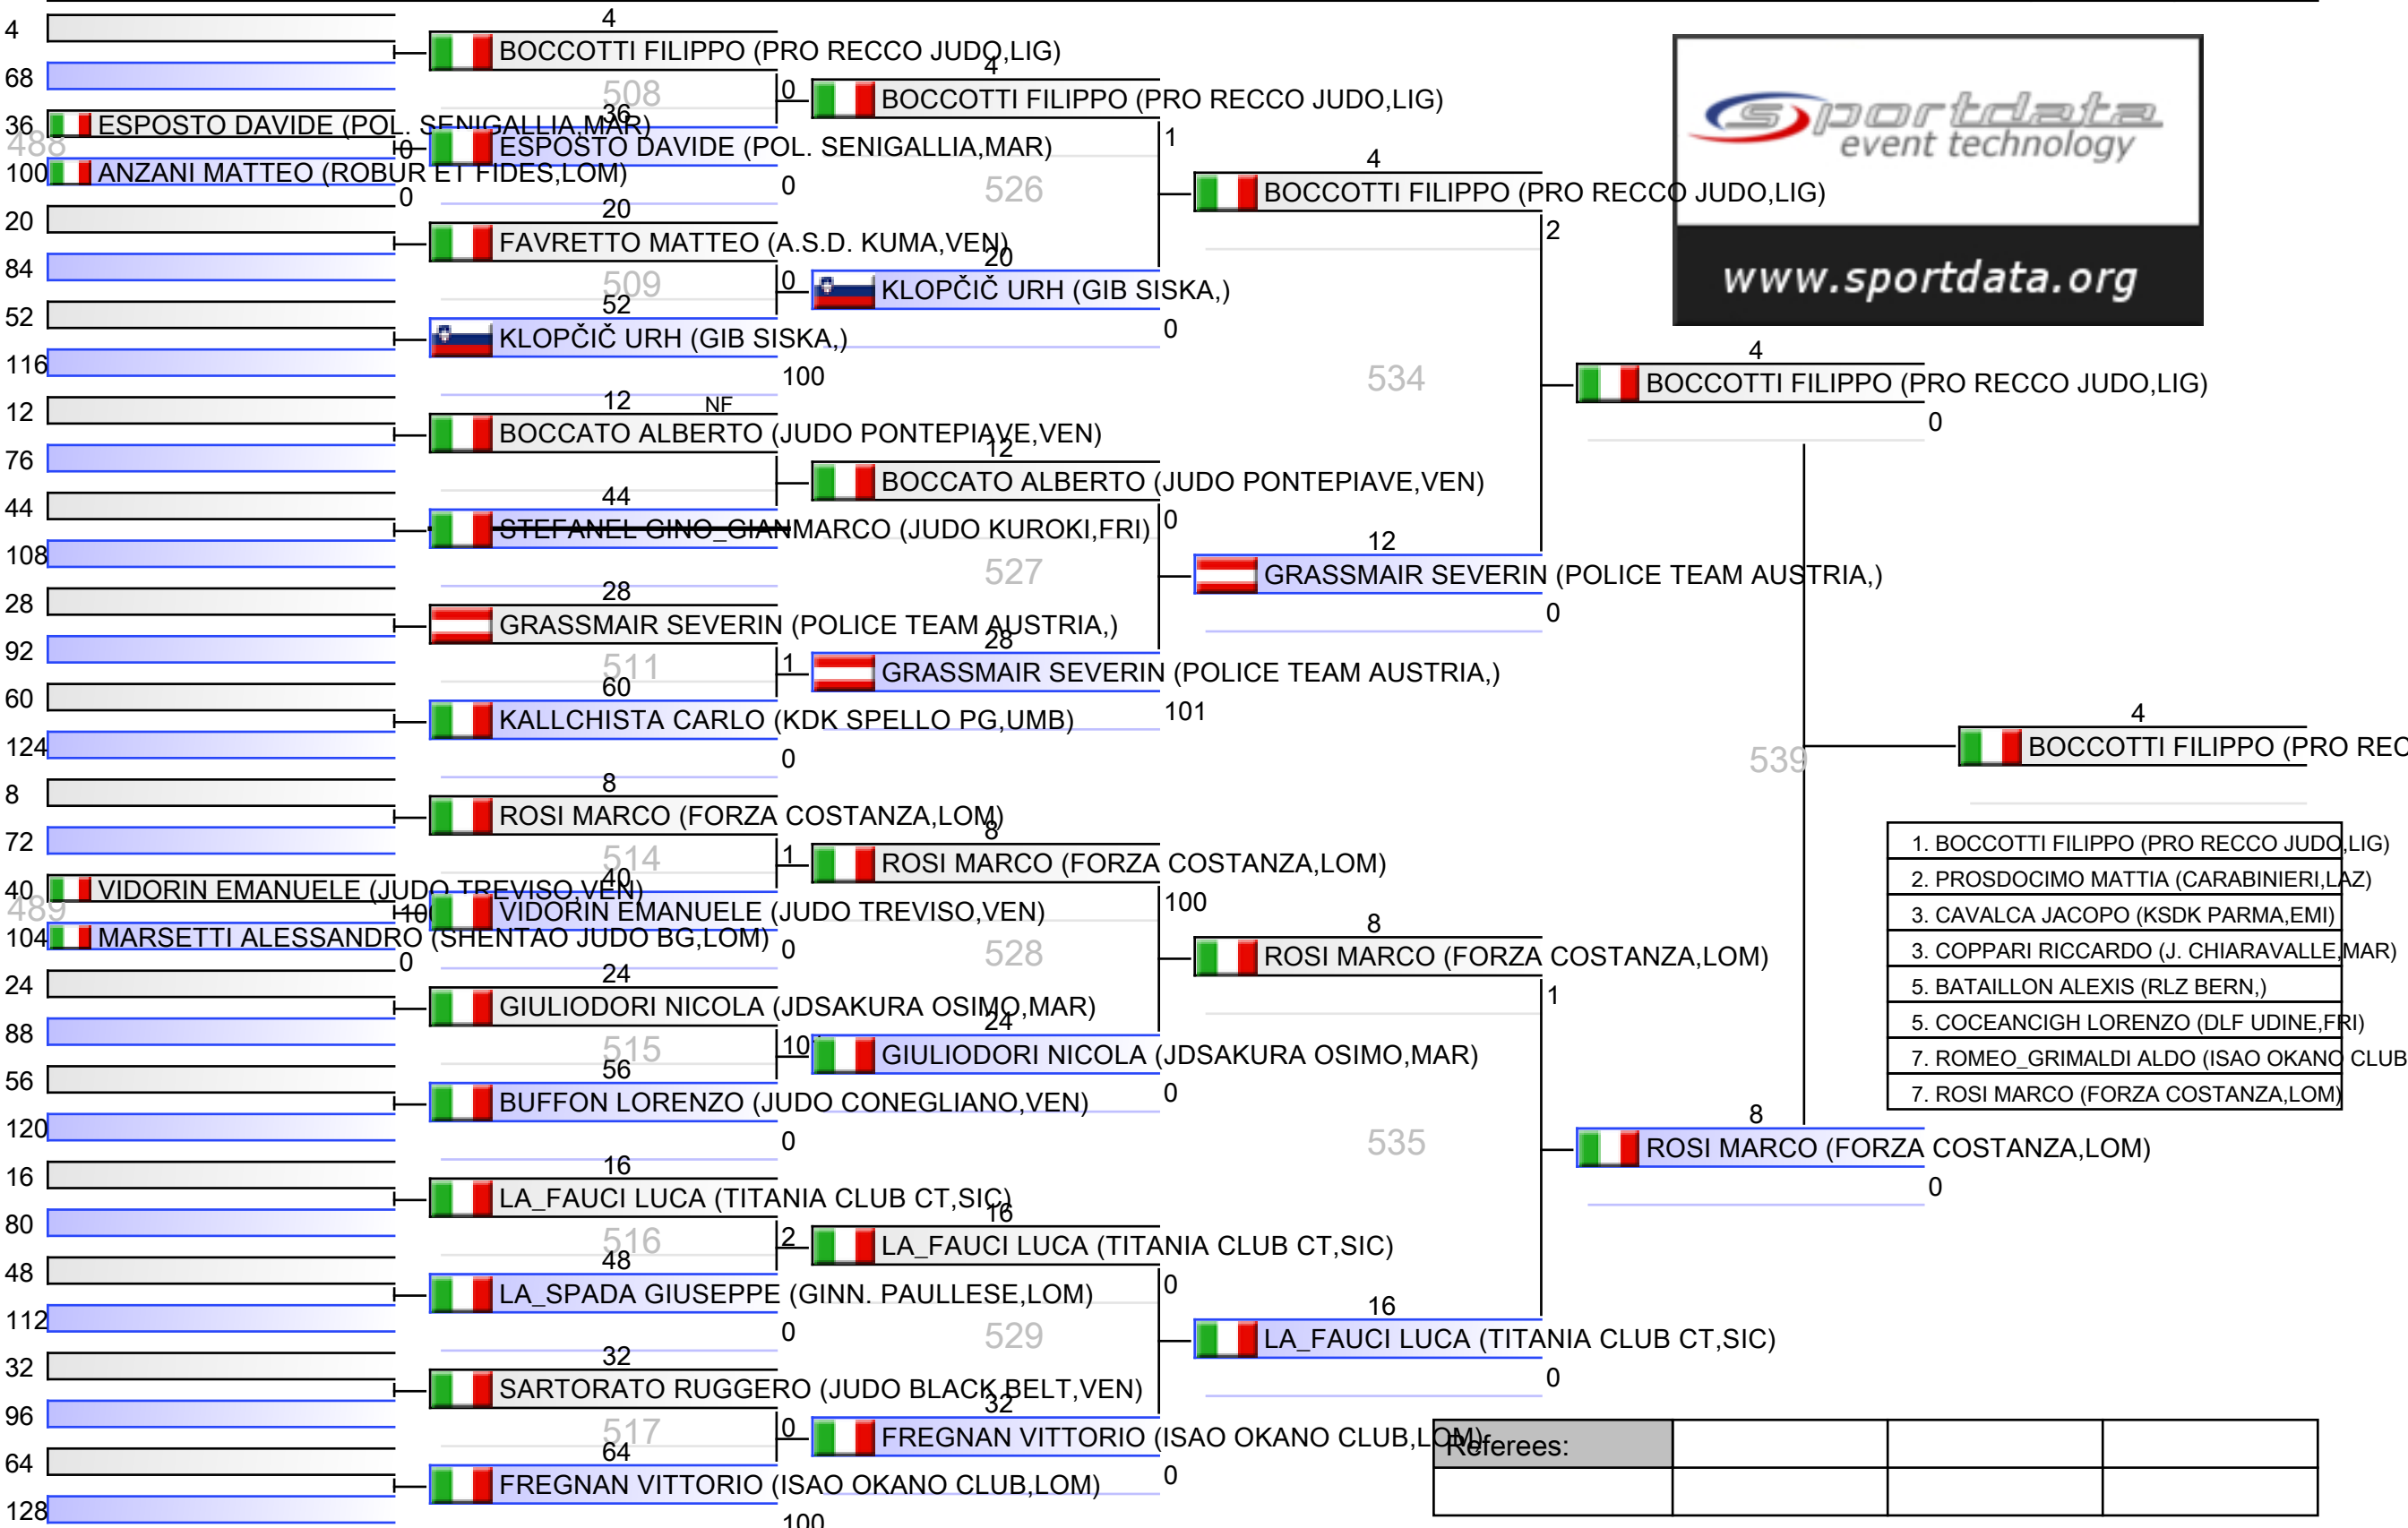 4
4
BOCCOTTI FILIPPO (PRO RECCO JUDO,LIG)
68
508
0
4
BOCCOTTI FILIPPO (PRO RECCO JUDO,LIG)
sportdata
event technology
www.sportdata.org
36
ESPOSTO DAVIDE (POL. SENIGALLIA,MAR)
488
0
36
ESPOSTO DAVIDE (POL. SENIGALLIA,MAR)
0
100
ANZANI MATTEO (ROBUR ET FIDES,LOM)
0
1
526
4
BOCCOTTI FILIPPO (PRO RECCO JUDO,LIG)
2
20
20
FAVRETTO MATTEO (A.S.D. KUMA,VEN)
84
509
0
20
KLOPČIČ URH (GIB SISKA,)
0
52
52
KLOPČIČ URH (GIB SISKA,)
100
116
534
4
BOCCOTTI FILIPPO (PRO RECCO JUDO,LIG)
0
12
12
NF
BOCCATO ALBERTO (JUDO PONTEPIAVE,VEN)
76
12
BOCCATO ALBERTO (JUDO PONTEPIAVE,VEN)
0
44
44
STEFANEL GINO_GIANMARCO (JUDO KUROKI,FRI)
108
527
12
GRASSMAIR SEVERIN (POLICE TEAM AUSTRIA,)
0
28
28
GRASSMAIR SEVERIN (POLICE TEAM AUSTRIA,)
92
511
1
28
GRASSMAIR SEVERIN (POLICE TEAM AUSTRIA,)
101
60
60
KALLCHISTA CARLO (KDK SPELLO PG,UMB)
0
124
539
4
BOCCOTTI FILIPPO (PRO REC
8
8
ROSI MARCO (FORZA COSTANZA,LOM)
72
514
1
8
ROSI MARCO (FORZA COSTANZA,LOM)
100
40
VIDORIN EMANUELE (JUDO TREVISO,VEN)
489
100
40
VIDORIN EMANUELE (JUDO TREVISO,VEN)
0
104
MARSETTI ALESSANDRO (SHENTAO JUDO BG,LOM)
0
528
8
ROSI MARCO (FORZA COSTANZA,LOM)
1
24
24
GIULIODORI NICOLA (JDSAKURA OSIMO,MAR)
88
515
24
GIULIODORI NICOLA (JDSAKURA OSIMO,MAR)
0
56
56
BUFFON LORENZO (JUDO CONEGLIANO,VEN)
0
120
535
1. BOCCOTTI FILIPPO (PRO RECCO JUDO,LIG)
2. PROSDOCIMO MATTIA (CARABINIERI,LAZ)
3. CAVALCA JACOPO (KSDK PARMA,EMI)
3. COPPARI RICCARDO (J. CHIARAVALLE,MAR)
5. BATAILLON ALEXIS (RLZ BERN,)
5. COCEANCIGH LORENZO (DLF UDINE,FRI)
7. ROMEO_GRIMALDI ALDO (ISAO OKANO CLUB
7. ROSI MARCO (FORZA COSTANZA,LOM)
8
ROSI MARCO (FORZA COSTANZA,LOM)
0
16
16
LA_FAUCI LUCA (TITANIA CLUB CT,SIC)
80
516
2
16
LA_FAUCI LUCA (TITANIA CLUB CT,SIC)
0
48
48
LA_SPADA GIUSEPPE (GINN. PAULLESE,LOM)
0
112
529
16
LA_FAUCI LUCA (TITANIA CLUB CT,SIC)
0
32
32
SARTORATO RUGGERO (JUDO BLACK BELT,VEN)
96
517
0
32
FREGNAN VITTORIO (ISAO OKANO CLUB,LOM)
0
64
64
FREGNAN VITTORIO (ISAO OKANO CLUB,LOM)
100
128
Referees: